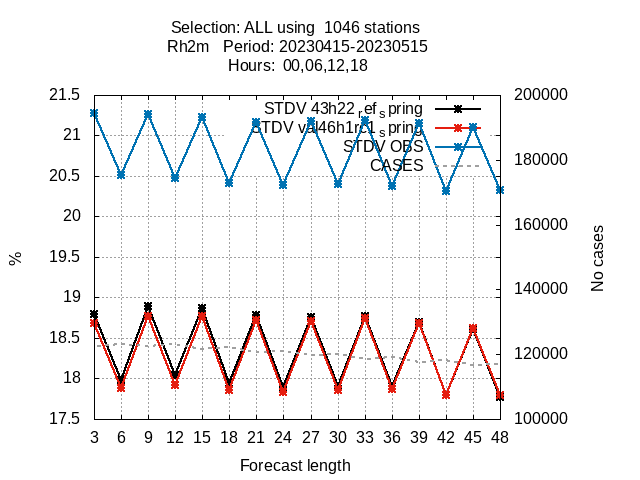 Selection: ALL using  1046 stations
Rh2m   Period: 20230415-20230515
Hours:  00,06,12,18
STDV 43h22ref_spring
STDV OBS
CASES
21.5
21
20.5
20
19.5
19
18.5
18
17.5
200000
180000
160000
140000
120000
100000
%
No cases
3 6 9 12 15 18 21 24 27 30 33 36 39 42 45 48
Forecast length